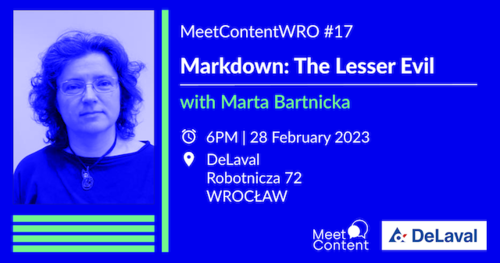 MeetContentWRO #17
Markdown: The Lesser Evil
with Marta Bartnicka
6PM | 28 February 2023
DeLaval
Robotnicza 72
WROCŁAW
Meet
Content
DeLaval